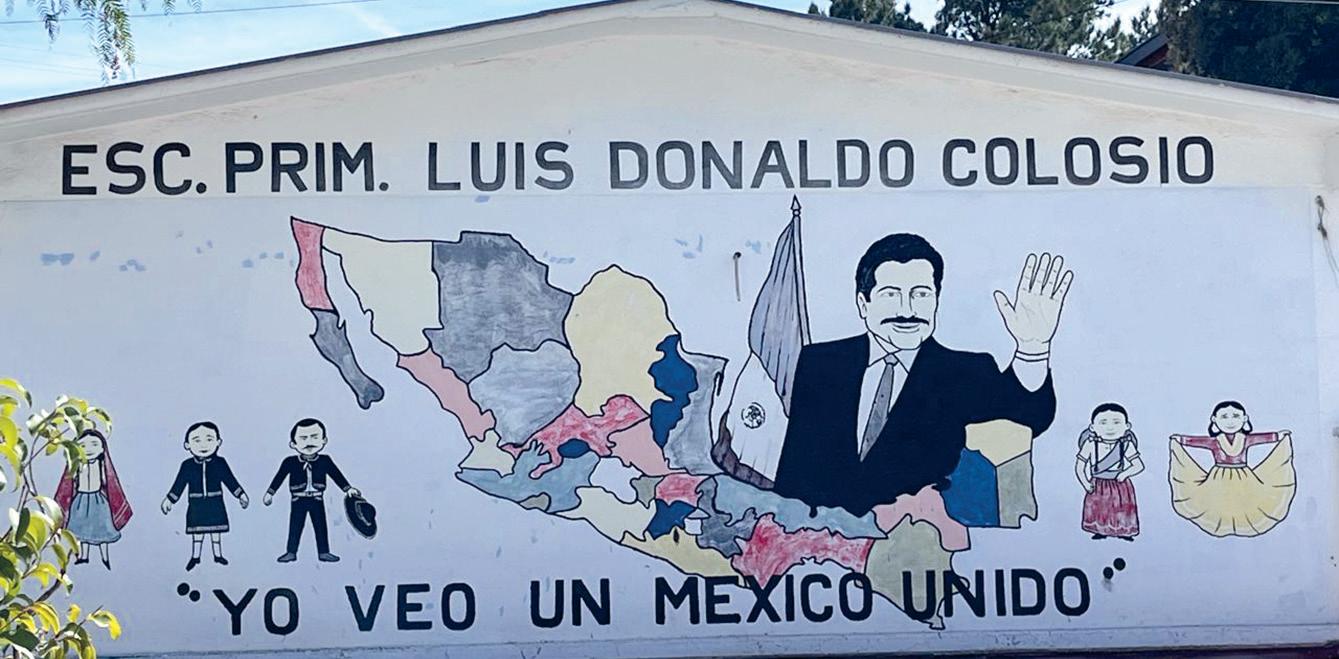 ESC. PRIM. LUIS DONALDO COLOSIO
"YO VEO UN MEXICO UNIDO"